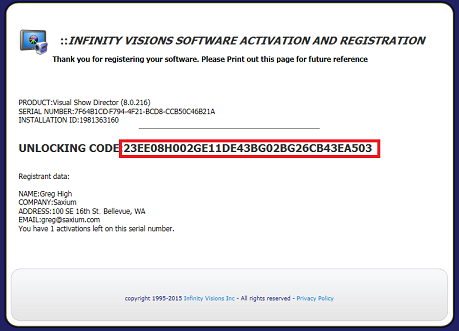 ::INFINITY VISIONS SOFTWARE ACTIVATION AND REGISTRATION
Thank you for registering your software. Please Print out this page for future reference
PRODUCT:Visual Show Director (8.0.216)
SERIAL NUMBER:7F64B1CD-F794-4F21-BCD8-CCB50C46B21A
INSTALLATION ID:1981363160
UNLOCKING CODE:23EE08H002GE11DE43BG02BG26CB43EA503
Registrant data:
NAME:Greg High
COMPANY:Saxium
ADDRESS:100 SE 16th St. Bellevue, WA
EMAIL:greg@saxium.com
You have 1 activations left on this serial number.
copyright 1995-2015 Infinity Visions Inc - All rights reserved - Privacy Policy